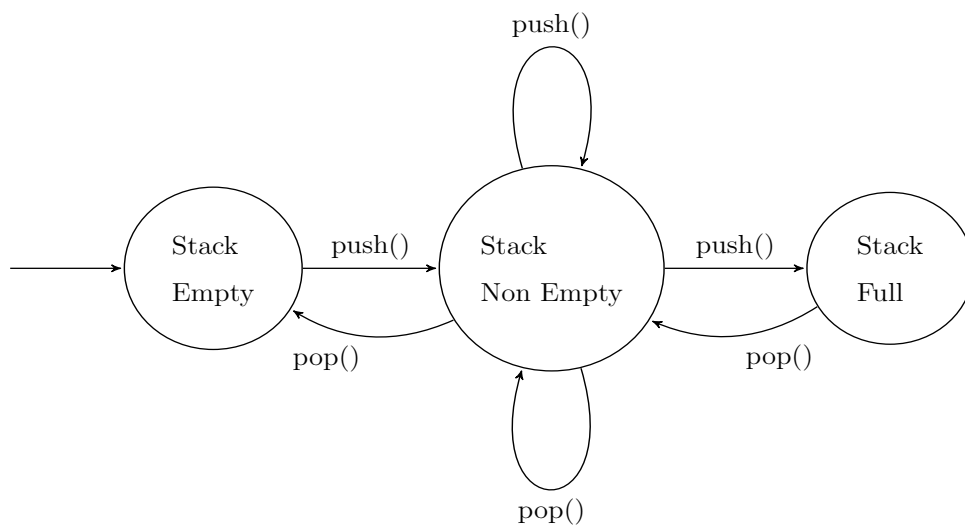 push()
Stack
Empty
push()
Stack
Non Empty
push()
Stack
Full
pop()
pop()
pop()